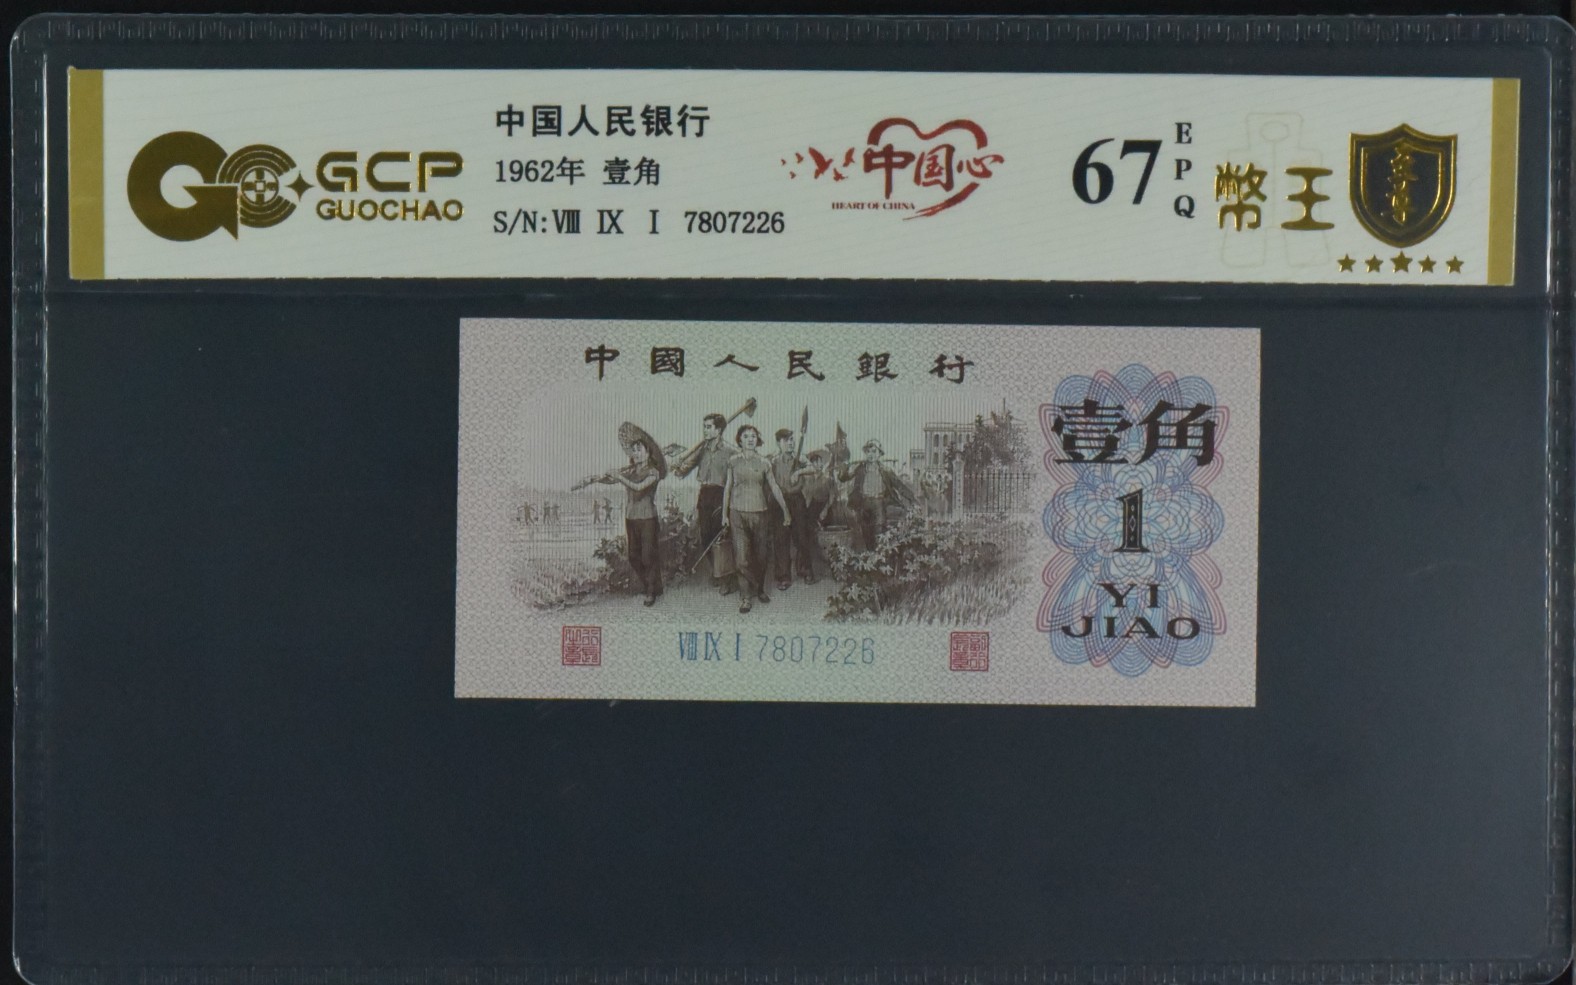 GCP
GUOCHAO
中国人民银行
1962年 壹角
S/N:Ⅷ Ⅸ Ⅰ 7807226
中国心
HEART OF CHINA
67
EPQ
幣王
中國人民銀行
壹角
1
YI
JIAO
Ⅷ Ⅸ Ⅰ 7807226